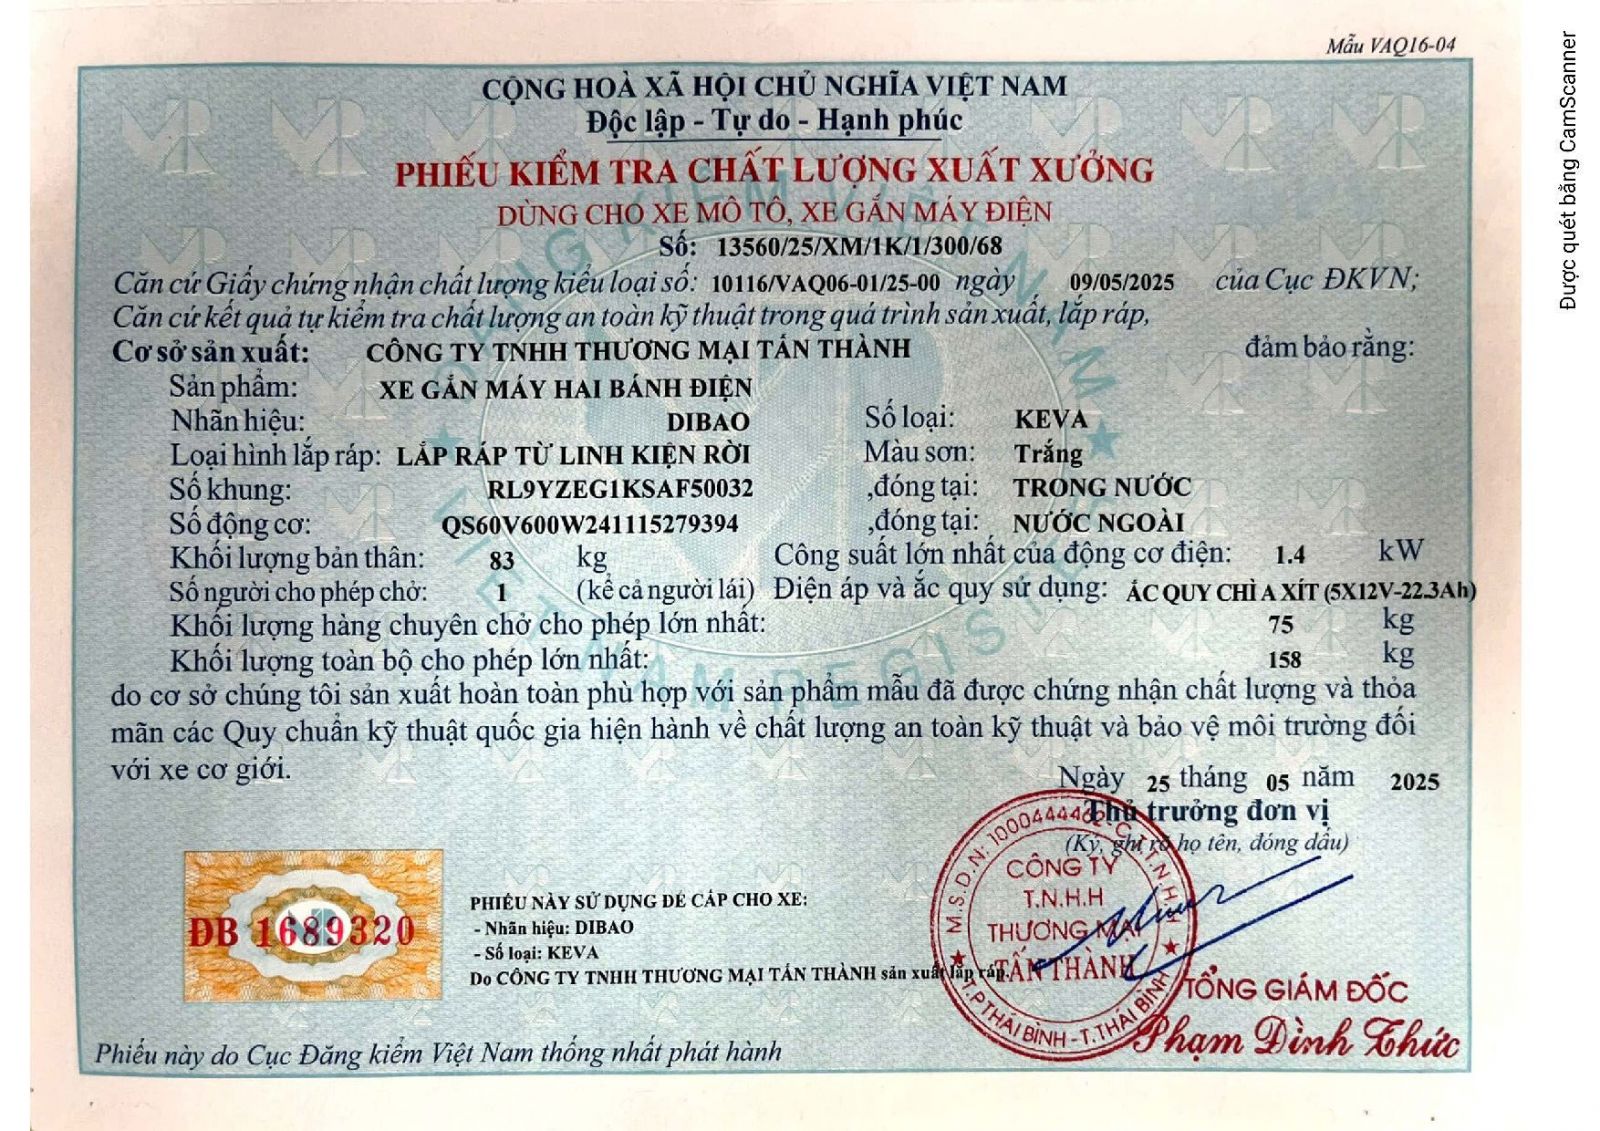 Mẫu VAQ16-04
CỘNG HOÀ XÃ HỘI CHỦ NGHĨA VIỆT NAM
Độc lập - Tự do - Hạnh phúc
PHIẾU KIỂM TRA CHẤT LƯỢNG XUẤT XƯỞNG
DÙNG CHO XE MÔ TÔ, XE GẮN MÁY ĐIỆN
Số: 13560/25/XM/1K/1/300/68
Căn cứ Giấy chứng nhận chất lượng kiểu loại số: 10116/VAQ06-01/25-00 ngày 09/05/2025 của Cục ĐKVN;
Căn cứ kết quả tự kiểm tra chất lượng an toàn kỹ thuật trong quá trình sản xuất, lắp ráp,
Cơ sở sản xuất: CÔNG TY TNHH THƯƠNG MẠI TẤN THÀNH đảm bảo rằng:
Sản phẩm: XE GẮN MÁY HAI BÁNH ĐIỆN
Nhãn hiệu: DIBAO Số loại: KEVA
Loại hình lắp ráp: LẮP RÁP TỪ LINH KIỆN RỜI Màu sơn: Trắng
Số khung: RL9YZEG1KSAF50032 ,đóng tại: TRONG NƯỚC
Số động cơ: QS60V600W241115279394 ,đóng tại: NƯỚC NGOÀI
Khối lượng bản thân: 83 kg Công suất lớn nhất của động cơ điện: 1.4 kW
Số người cho phép chở: 1 (kể cả người lái) Điện áp và ắc quy sử dụng: ẮC QUY CHÌ A XÍT (5X12V-22.3Ah)
Khối lượng hàng chuyên chở cho phép lớn nhất: 75 kg
Khối lượng toàn bộ cho phép lớn nhất: 158 kg
do cơ sở chúng tôi sản xuất hoàn toàn phù hợp với sản phẩm mẫu đã được chứng nhận chất lượng và thỏa
mãn các Quy chuẩn kỹ thuật quốc gia hiện hành về chất lượng an toàn kỹ thuật và bảo vệ môi trường đối
với xe cơ giới.
Ngày 25 tháng 05 năm 2025
Thủ trưởng đơn vị
(Ký, ghi rõ họ tên, đóng dấu)
M.S.D.N: 1000444462-C.T.T.N.H.H
CÔNG TY
T.N.H.H
THƯƠNG MẠI
TẤN THÀNH
T.P THÁI BÌNH - T.THÁI BÌNH
ĐB 1689320
PHIẾU NÀY SỬ DỤNG ĐỂ CẤP CHO XE:
- Nhãn hiệu: DIBAO
- Số loại: KEVA
Do CÔNG TY TNHH THƯƠNG MẠI TẤN THÀNH sản xuất lắp ráp.
TỔNG GIÁM ĐỐC
Phạm Đình Thức
Phiếu này do Cục Đăng kiểm Việt Nam thống nhất phát hành
ĐĂNG KIỂM VIỆT NAM
VIETNAM REGISTER
Được quét bằng CamScanner